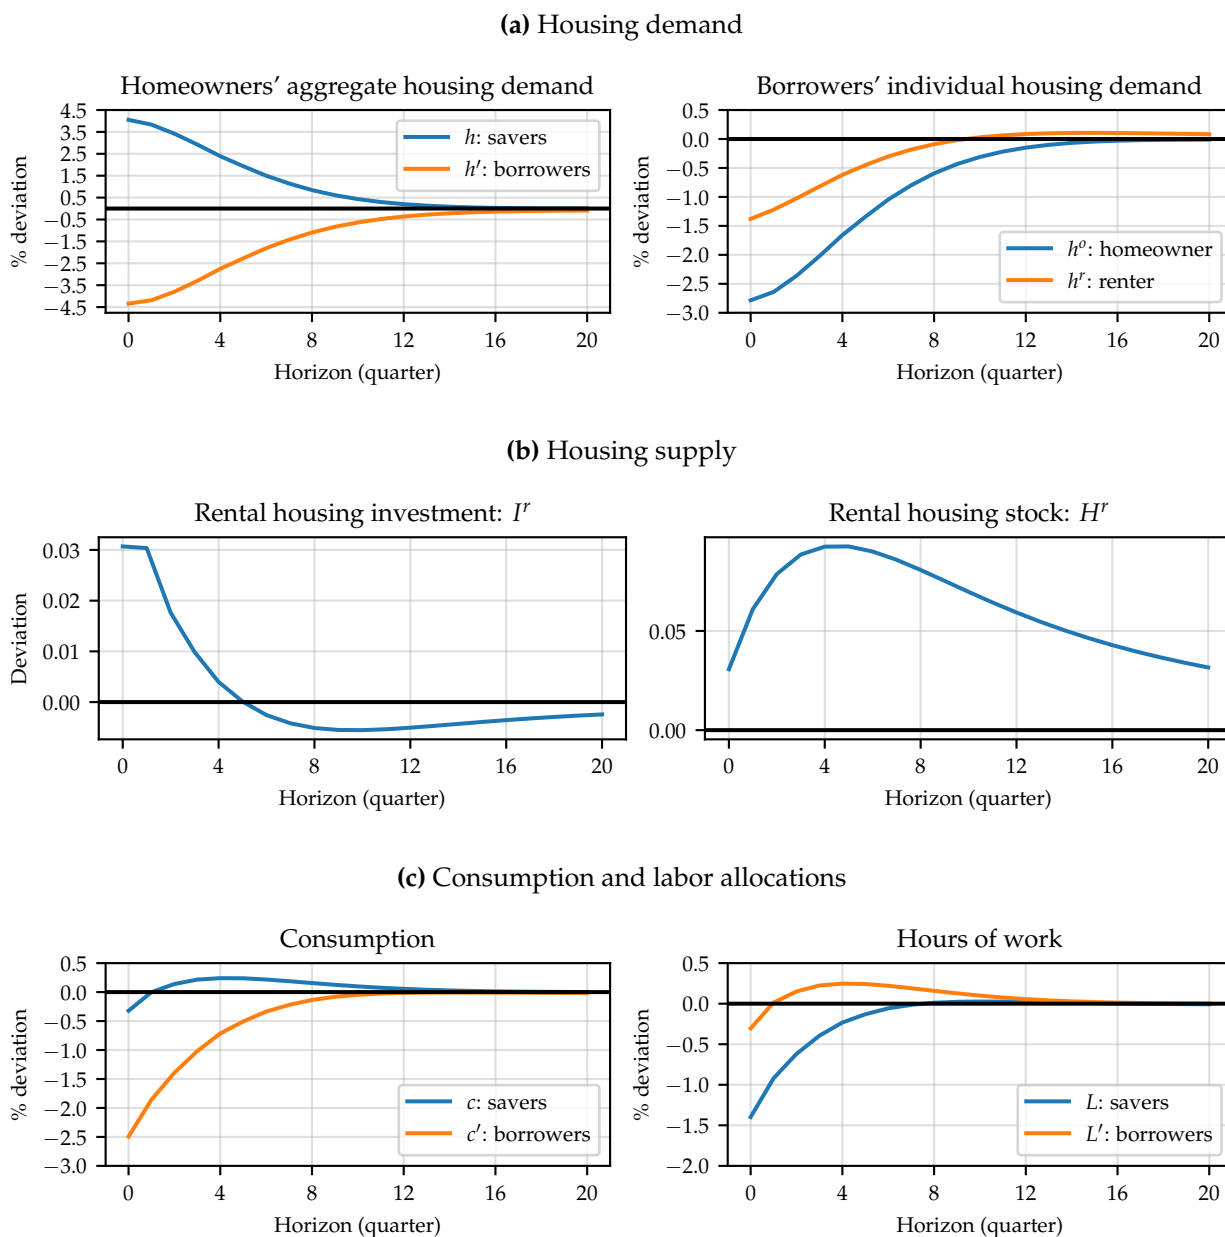 (a) Housing demand
Homeowners' aggregate housing demand
4.5
3.5
2.5
1.5
0.5
−0.5
−1.5
−2.5
−3.5
−4.5
% deviation
h: savers
h′: borrowers
0 4 8 12 16 20
Horizon (quarter)
Borrowers' individual housing demand
0.5
0.0
−0.5
−1.0
−1.5
−2.0
−2.5
−3.0
% deviation
hᵒ: homeowner
hʳ: renter
0 4 8 12 16 20
Horizon (quarter)
(b) Housing supply
Rental housing investment: Iʳ
0.03
0.02
0.01
0.00
Deviation
0 4 8 12 16 20
Horizon (quarter)
Rental housing stock: Hʳ
0.05
0.00
0 4 8 12 16 20
Horizon (quarter)
(c) Consumption and labor allocations
Consumption
0.5
0.0
−0.5
−1.0
−1.5
−2.0
−2.5
−3.0
% deviation
c: savers
c′: borrowers
0 4 8 12 16 20
Horizon (quarter)
Hours of work
0.5
0.0
−0.5
−1.0
−1.5
−2.0
% deviation
L: savers
L′: borrowers
0 4 8 12 16 20
Horizon (quarter)